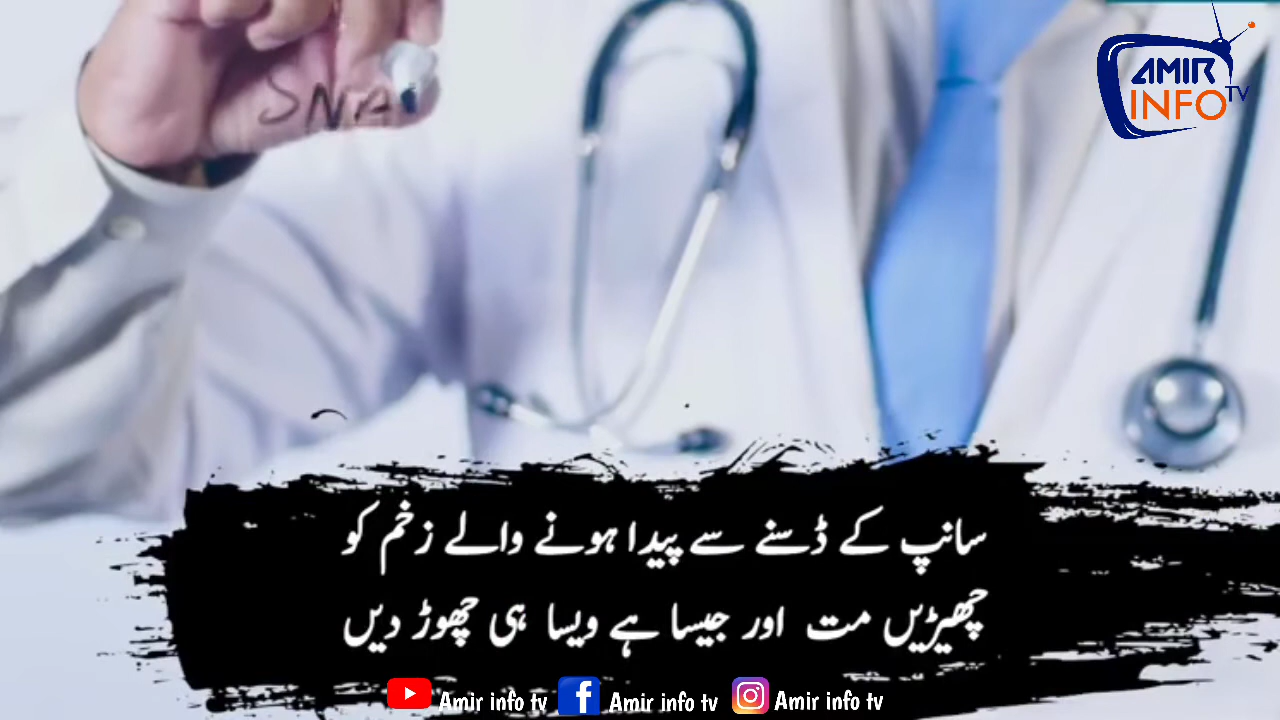 SNA
AMIR
INFO TV
سانپ کے ڈسنے سے پیدا ہونے والے زخم کو
چھیڑیں مت اور جیسا ہے ویسا ہی چھوڑ دیں
Amir info tv Amir info tv Amir info tv